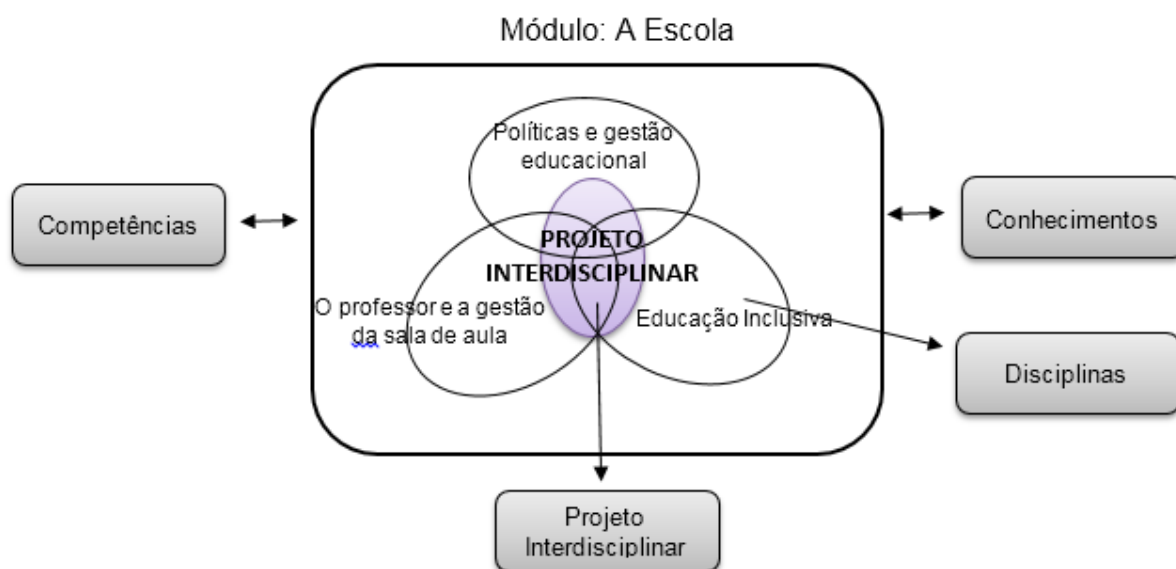 Módulo: A Escola
Políticas e gestão
educacional
Competências
Conhecimentos
PROJETO
INTERDISCIPLINAR
O professor e a gestão
da sala de aula
Educação Inclusiva
Disciplinas
Projeto
Interdisciplinar